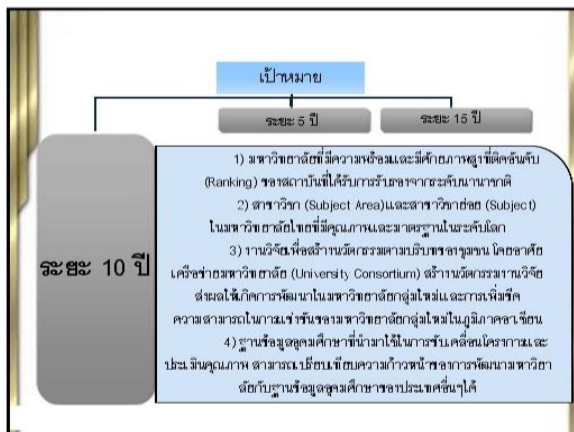 เป้าหมาย
ระยะ 5 ปี
ระยะ 15 ปี
ระยะ 10 ปี
1) มหาวิทยาลัยที่มีความพร้อมและมีศักยภาพสูงที่ติดอันดับ
(Ranking) ของสถาบันที่ได้รับการรับรองจากระดับนานาชาติ
2) สาขาวิชา (Subject Area)และสาขาวิชาย่อย (Subject)
ในมหาวิทยาลัยไทยที่มีคุณภาพและมาตรฐานในระดับโลก
3) งานวิจัยเพื่อสร้างนวัตกรรมตามบริบทของชุมชน โดยอาศัย
เครือข่ายมหาวิทยาลัย (University Consortium) สร้างนวัตกรรมงานวิจัย
ส่งผลให้เกิดการพัฒนาในมหาวิทยาลัยกลุ่มใหม่และการเพิ่มขีด
ความสามารถในการแข่งขันของมหาวิทยาลัยกลุ่มใหม่ในภูมิภาคอาเซียน
4) ฐานข้อมูลอุดมศึกษาที่นำมาใช้ในการขับเคลื่อนโครงการและ
ประเมินคุณภาพ สามารถเปรียบเทียบความก้าวหน้าของการพัฒนามหาวิทยา
ลัยกับฐานข้อมูลอุดมศึกษาของประเทศอื่นๆได้